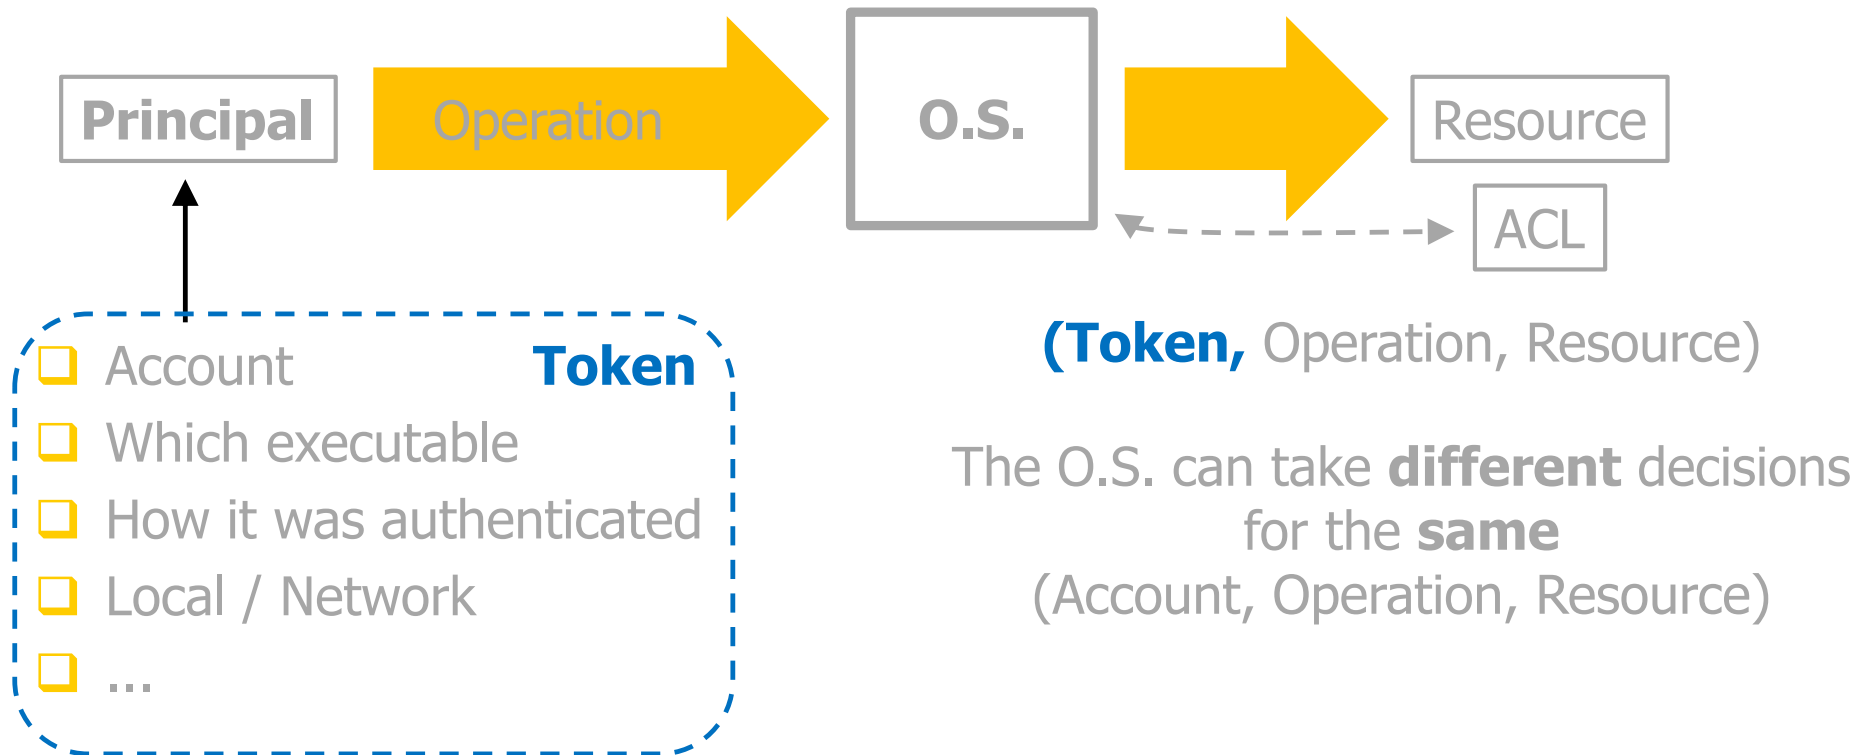 Principal
Operation
O.S.
Resource
ACL
Account
Token
Which executable
How it was authenticated
Local / Network
...
(Token, Operation, Resource)
The O.S. can take different decisions
for the same
(Account, Operation, Resource)